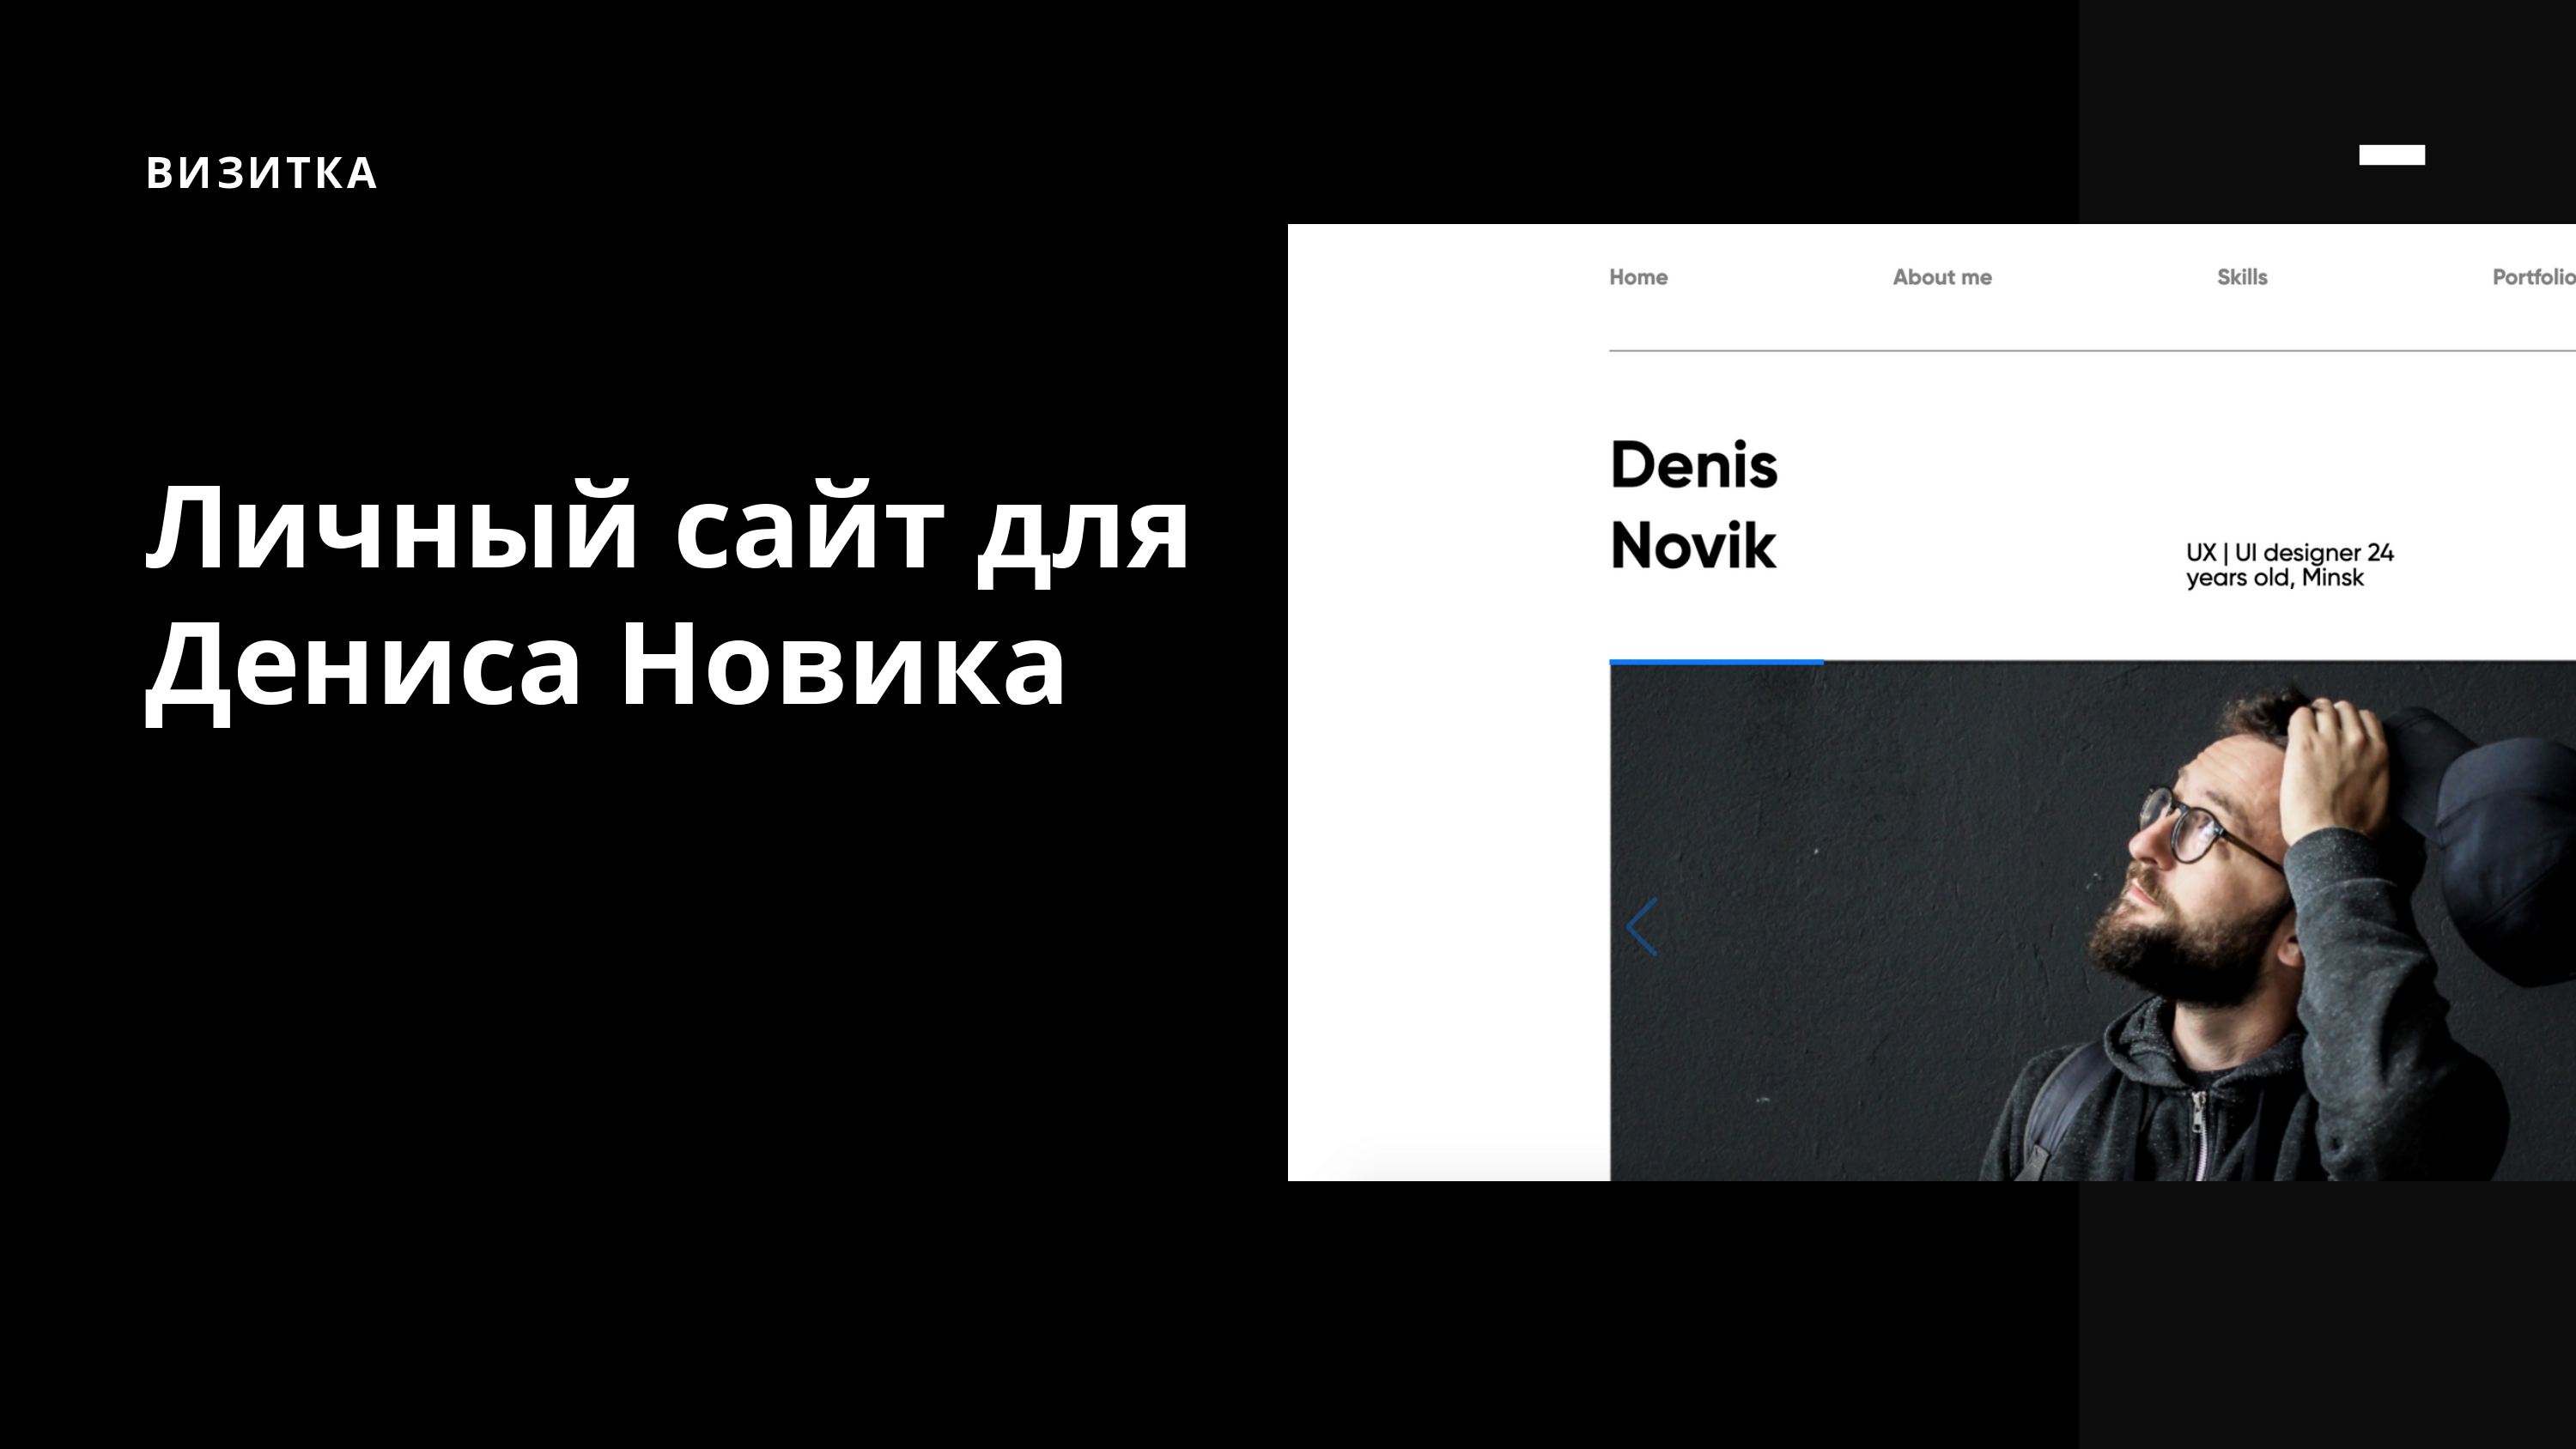 ВИЗИТКА
Личный сайт для
Дениса Новика
Home About me Skills Portfolio
Denis
Novik
UX | UI designer 24
years old, Minsk